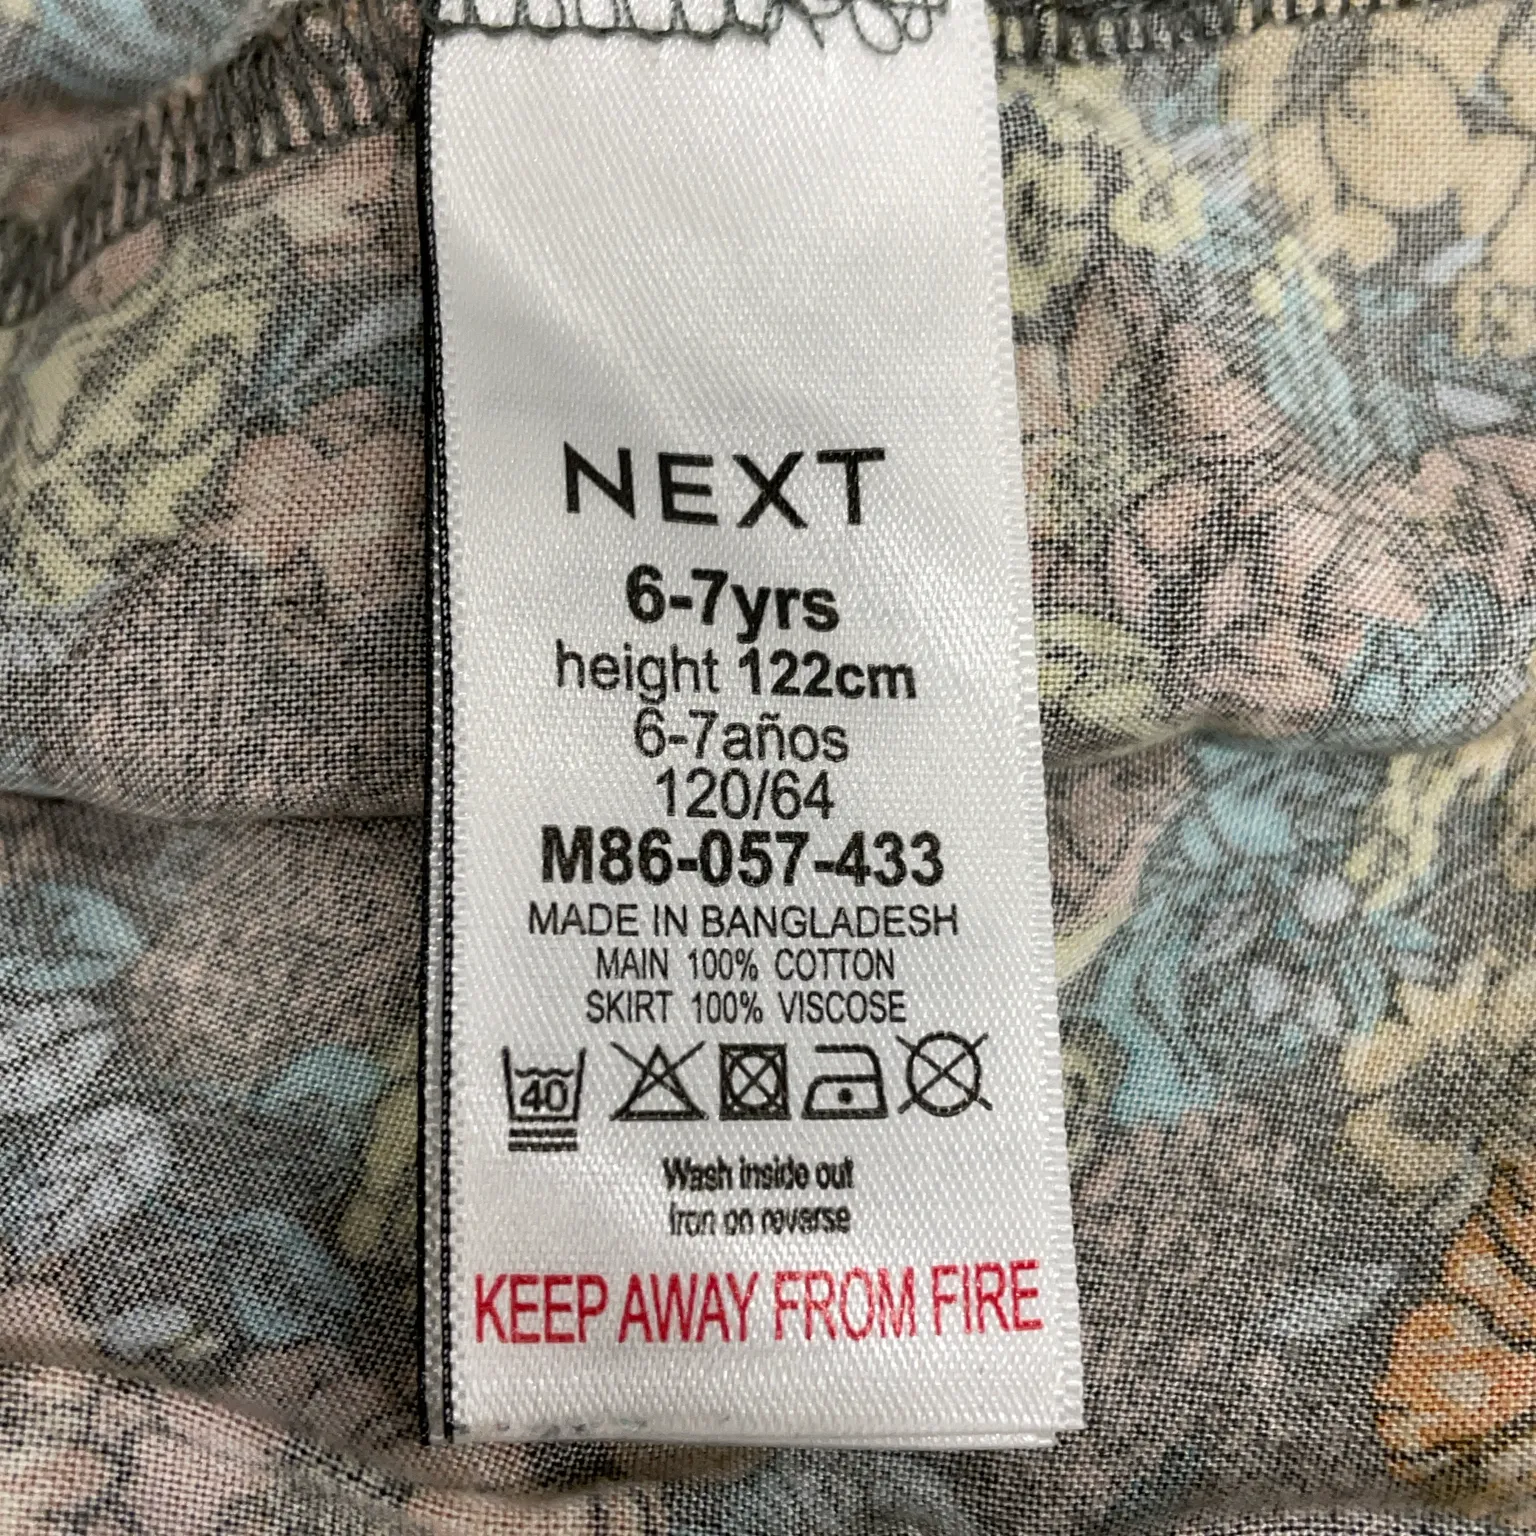 NEXT
6-7yrs
height 122cm
6-7años
120/64
M86-057-433
MADE IN BANGLADESH
MAIN 100% COTTON
SKIRT 100% VISCOSE
40
Wash inside out
Iron on reverse
KEEP AWAY FROM FIRE